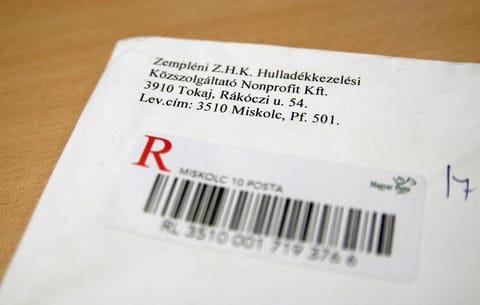 Zempléni Z.H.K. Hulladékkezelési
Közszolgáltató Nonprofit Kft.
3910 Tokaj, Rákóczi u. 54.
Lev.cím: 3510 Miskolc, Pf. 501.
R
MISKOLC 10 POSTA
Magyar Posta
17
RL 3510 001 719 376 6